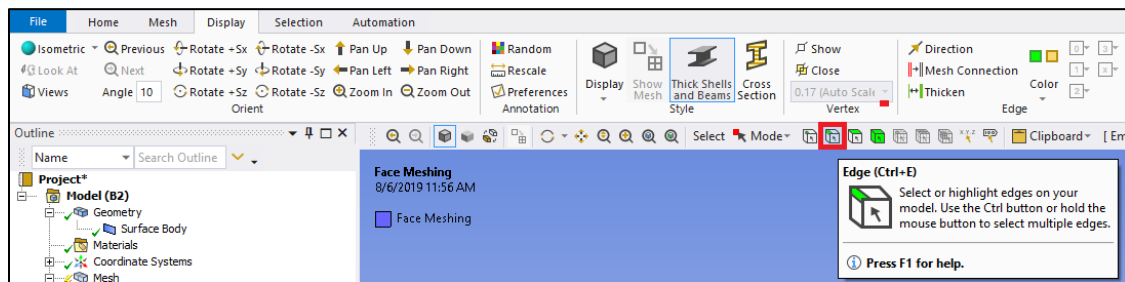 File Home Mesh Display Selection Automation
Isometric Previous Rotate +Sx Rotate -Sx Pan Up Pan Down Random Show Direction
Look At Next Rotate +Sy Rotate -Sy Pan Left Pan Right Rescale Display Show Mesh Thick Shells and Beams Cross Section Close Mesh Connection Color
Views Angle 10 Rotate +Sz Rotate -Sz Zoom In Zoom Out Preferences 0.17 (Auto Scale Thicken
Orient Annotation Style Vertex Edge
0 3
1 x
2
Outline Select Mode Clipboard [ Em
Name Search Outline
Project*
Model (B2)
Geometry
Surface Body
Materials
Coordinate Systems
Mesh
Face Meshing
8/6/2019 11:56 AM
Face Meshing
Edge (Ctrl+E)
Select or highlight edges on your
model. Use the Ctrl button or hold the
mouse button to select multiple edges.
Press F1 for help.